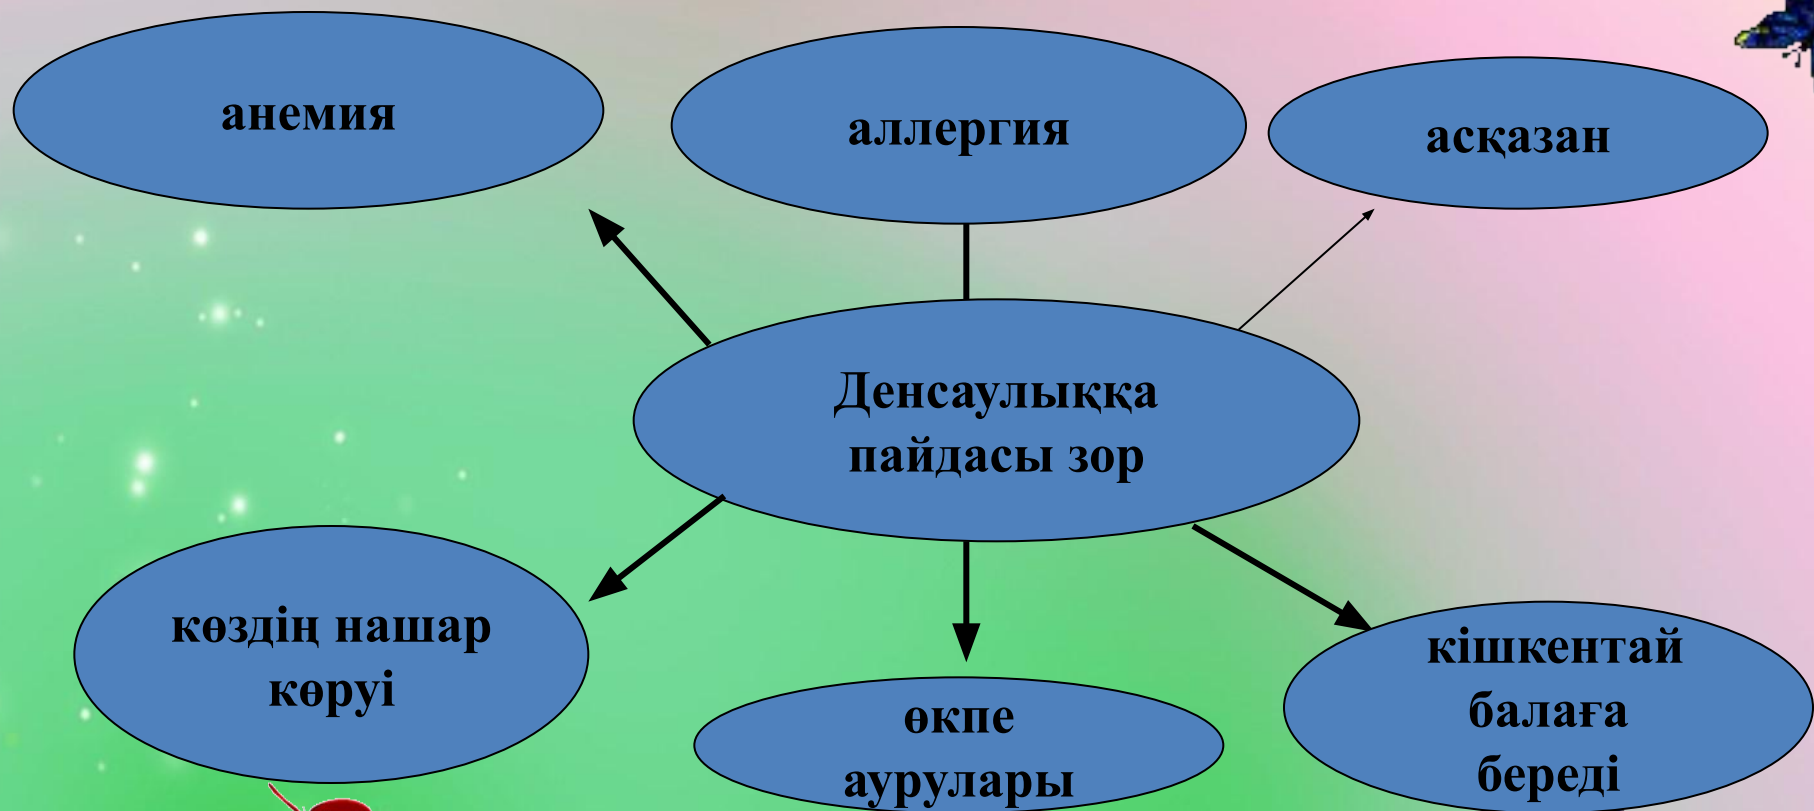 анемия
аллергия
асқазан
Денсаулыққа
пайдасы зор
көздің нашар
көруі
өкпе
аурулары
кішкентай
балаға
береді